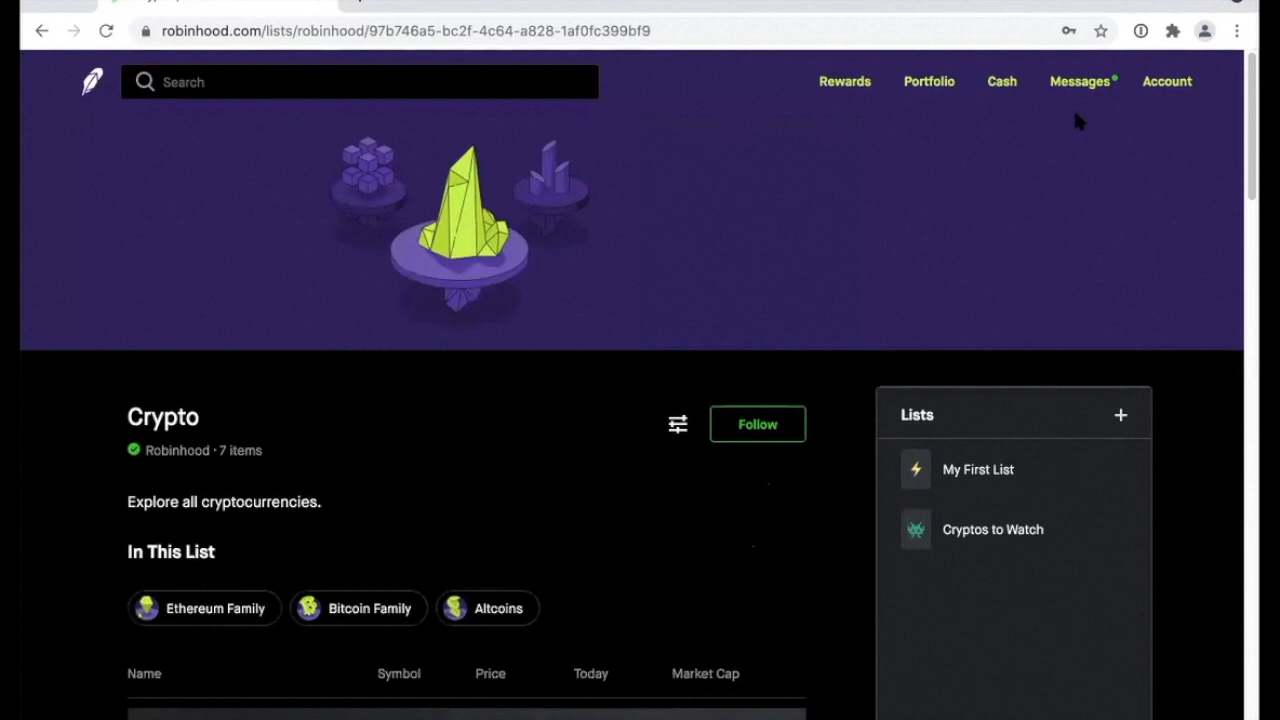 robinhood.com/lists/robinhood/97b746a5-bc2f-4c64-a828-1af0fc399bf9
Search
Rewards
Portfolio
Cash
Messages
Account
Crypto
Follow
Robinhood · 7 items
Explore all cryptocurrencies.
In This List
Ethereum Family
Bitcoin Family
Altcoins
Name
Symbol
Price
Today
Market Cap
Lists
My First List
Cryptos to Watch